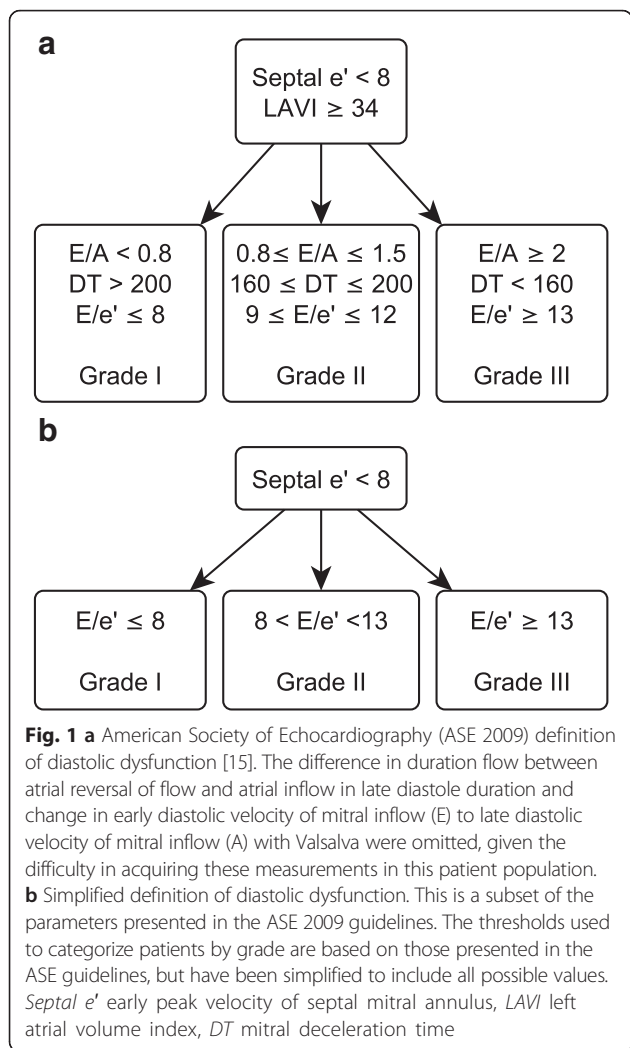 a
Septal e' < 8
LAVI ≥ 34
E/A < 0.8
DT > 200
E/e' ≤ 8
Grade I
0.8≤ E/A ≤ 1.5
160 ≤ DT ≤ 200
9 ≤ E/e' ≤ 12
Grade II
E/A ≥ 2
DT < 160
E/e' ≥ 13
Grade III
b
Septal e' < 8
E/e' ≤ 8
Grade I
8 < E/e' <13
Grade II
E/e' ≥ 13
Grade III
Fig. 1 a American Society of Echocardiography (ASE 2009) definition
of diastolic dysfunction [15]. The difference in duration flow between
atrial reversal of flow and atrial inflow in late diastole duration and
change in early diastolic velocity of mitral inflow (E) to late diastolic
velocity of mitral inflow (A) with Valsalva were omitted, given the
difficulty in acquiring these measurements in this patient population.
b Simplified definition of diastolic dysfunction. This is a subset of the
parameters presented in the ASE 2009 guidelines. The thresholds used
to categorize patients by grade are based on those presented in the
ASE guidelines, but have been simplified to include all possible values.
Septal e′ early peak velocity of septal mitral annulus, LAVI left
atrial volume index, DT mitral deceleration time